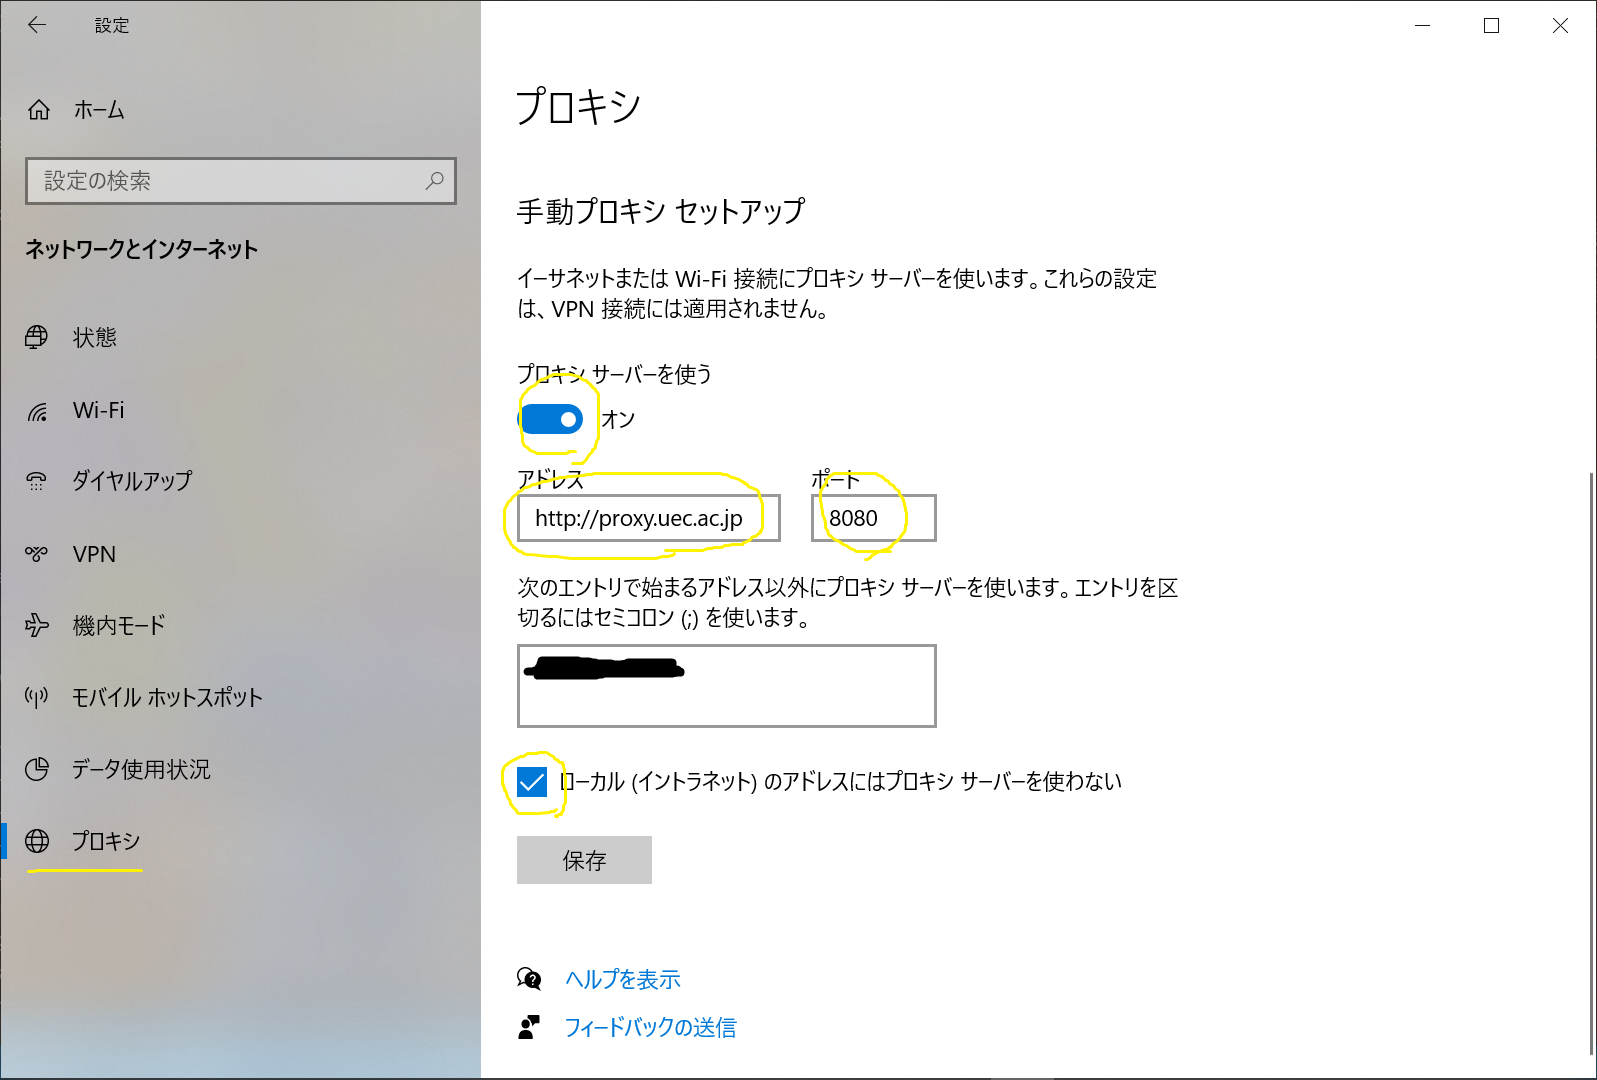 設定
ホーム
設定の検索
ネットワークとインターネット
状態
Wi-Fi
ダイヤルアップ
VPN
機内モード
モバイル ホットスポット
データ使用状況
プロキシ
プロキシ
手動プロキシ セットアップ
イーサネットまたは Wi-Fi 接続にプロキシ サーバーを使います。これらの設定
は、VPN 接続には適用されません。
プロキシ サーバーを使う
オン
アドレス
ポート
http://proxy.uec.ac.jp
8080
次のエントリで始まるアドレス以外にプロキシ サーバーを使います。エントリを区
切るにはセミコロン (;) を使います。
ローカル (イントラネット) のアドレスにはプロキシ サーバーを使わない
保存
ヘルプを表示
フィードバックの送信